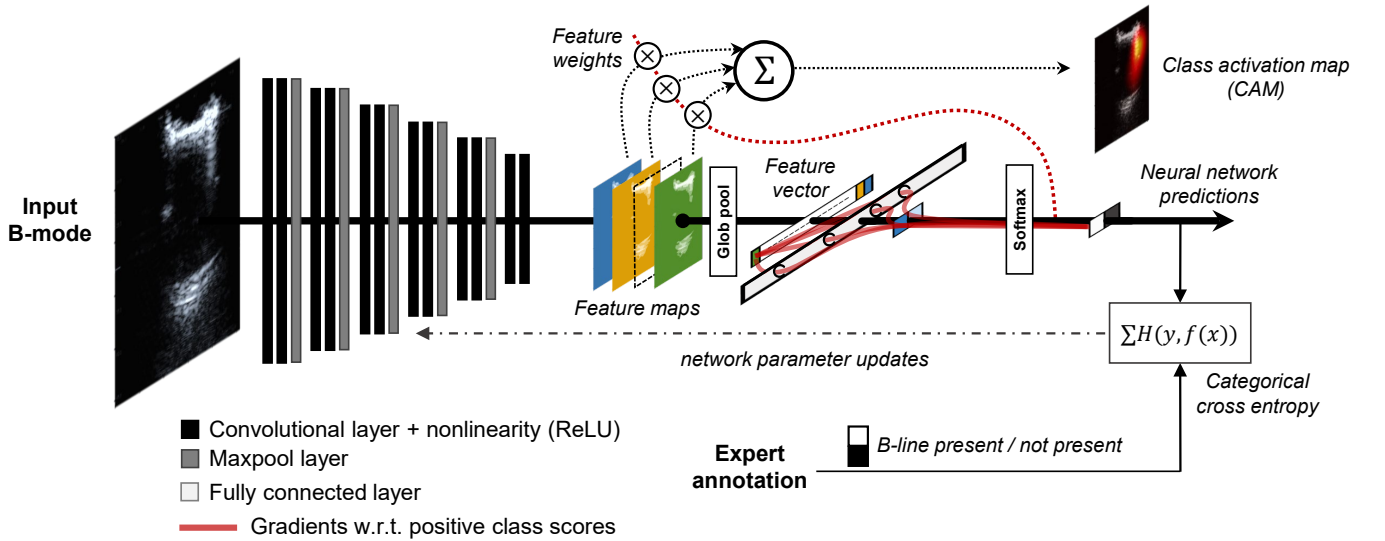 Feature
weights
Σ
Class activation map
(CAM)
Input
B-mode
Feature maps
Glob pool
Feature
vector
C
C
C
C
Softmax
Neural network
predictions
∑H(y, f(x))
network parameter updates
Categorical
cross entropy
Convolutional layer + nonlinearity (ReLU)
Maxpool layer
Fully connected layer
Gradients w.r.t. positive class scores
Expert
annotation
B-line present / not present